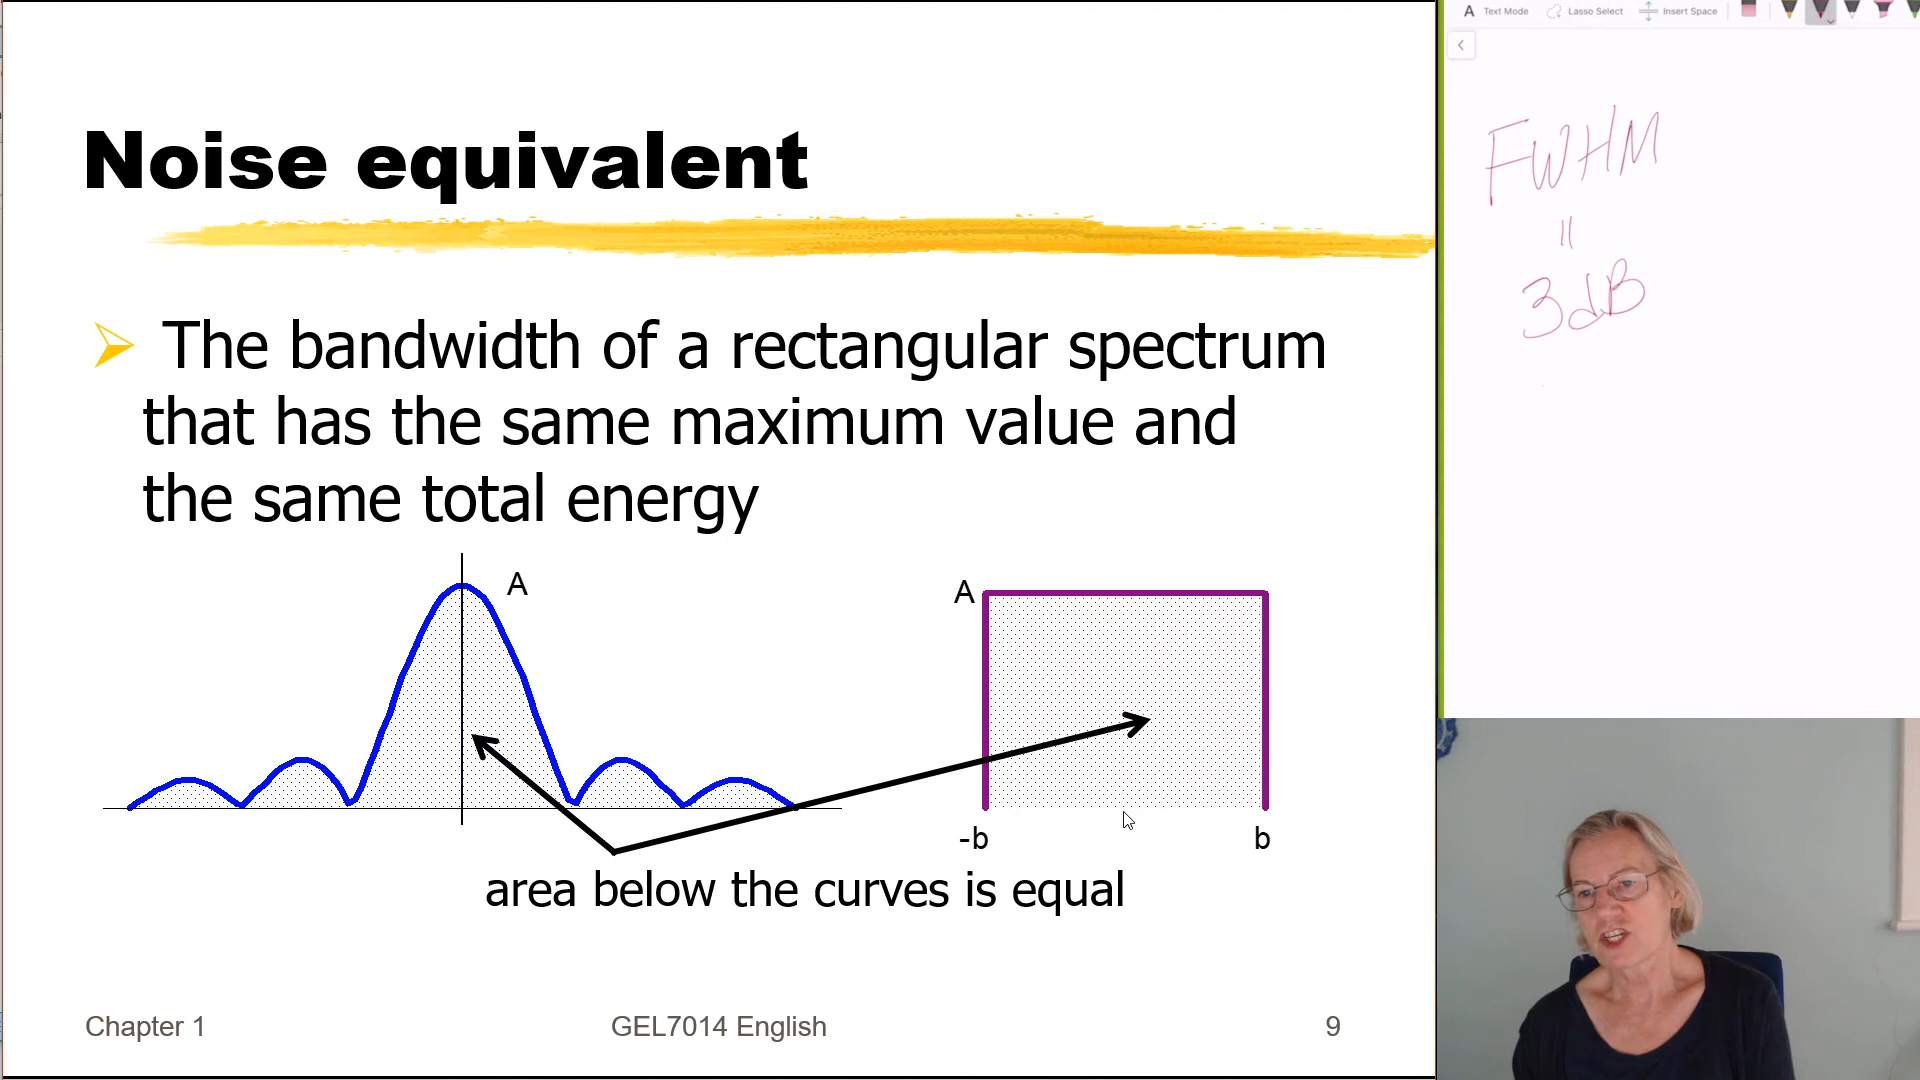 Noise equivalent
The bandwidth of a rectangular spectrum
that has the same maximum value and
the same total energy
A
A
-b
b
area below the curves is equal
Chapter 1
GEL7014 English
9
A Text Mode
Lasso Select
Insert Space
FWHM
=
3dB